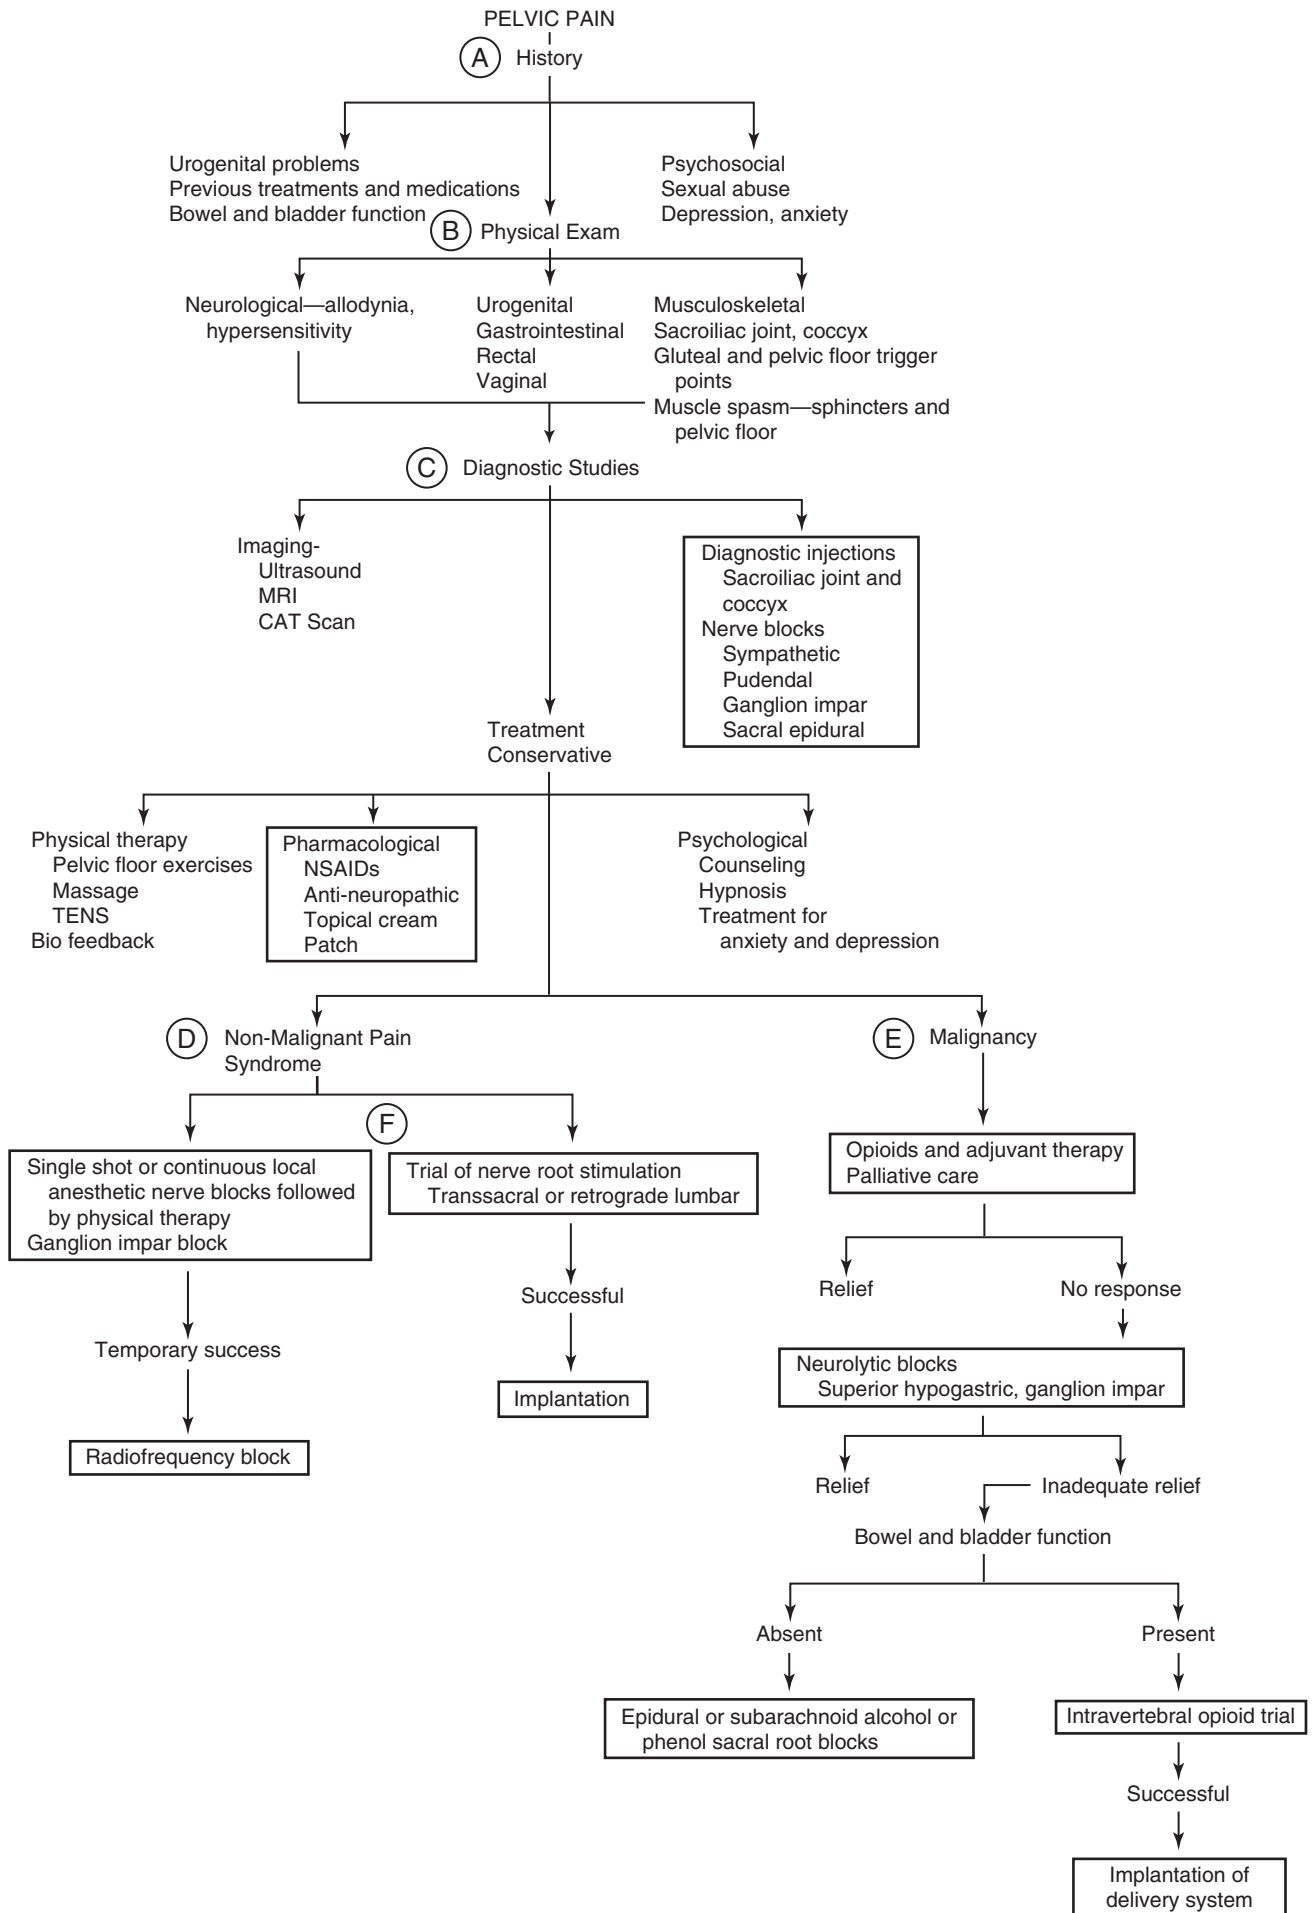 PELVIC PAIN
A
History
Urogenital problems
Previous treatments and medications
Bowel and bladder function
Psychosocial
Sexual abuse
Depression, anxiety
B
Physical Exam
Neurological—allodynia,
hypersensitivity
Urogenital
Gastrointestinal
Rectal
Vaginal
Musculoskeletal
Sacroiliac joint, coccyx
Gluteal and pelvic floor trigger
points
Muscle spasm—sphincters and
pelvic floor
C
Diagnostic Studies
Imaging-
Ultrasound
MRI
CAT Scan
Diagnostic injections
Sacroiliac joint and
coccyx
Nerve blocks
Sympathetic
Pudendal
Ganglion impar
Sacral epidural
Treatment
Conservative
Physical therapy
Pelvic floor exercises
Massage
TENS
Bio feedback
Pharmacological
NSAIDs
Anti-neuropathic
Topical cream
Patch
Psychological
Counseling
Hypnosis
Treatment for
anxiety and depression
D
Non-Malignant Pain
Syndrome
E
Malignancy
F
Single shot or continuous local
anesthetic nerve blocks followed
by physical therapy
Ganglion impar block
Trial of nerve root stimulation
Transsacral or retrograde lumbar
Opioids and adjuvant therapy
Palliative care
Temporary success
Successful
Relief
No response
Radiofrequency block
Implantation
Neurolytic blocks
Superior hypogastric, ganglion impar
Relief
Inadequate relief
Bowel and bladder function
Absent
Present
Epidural or subarachnoid alcohol or
phenol sacral root blocks
Intravertebral opioid trial
Successful
Implantation of
delivery system